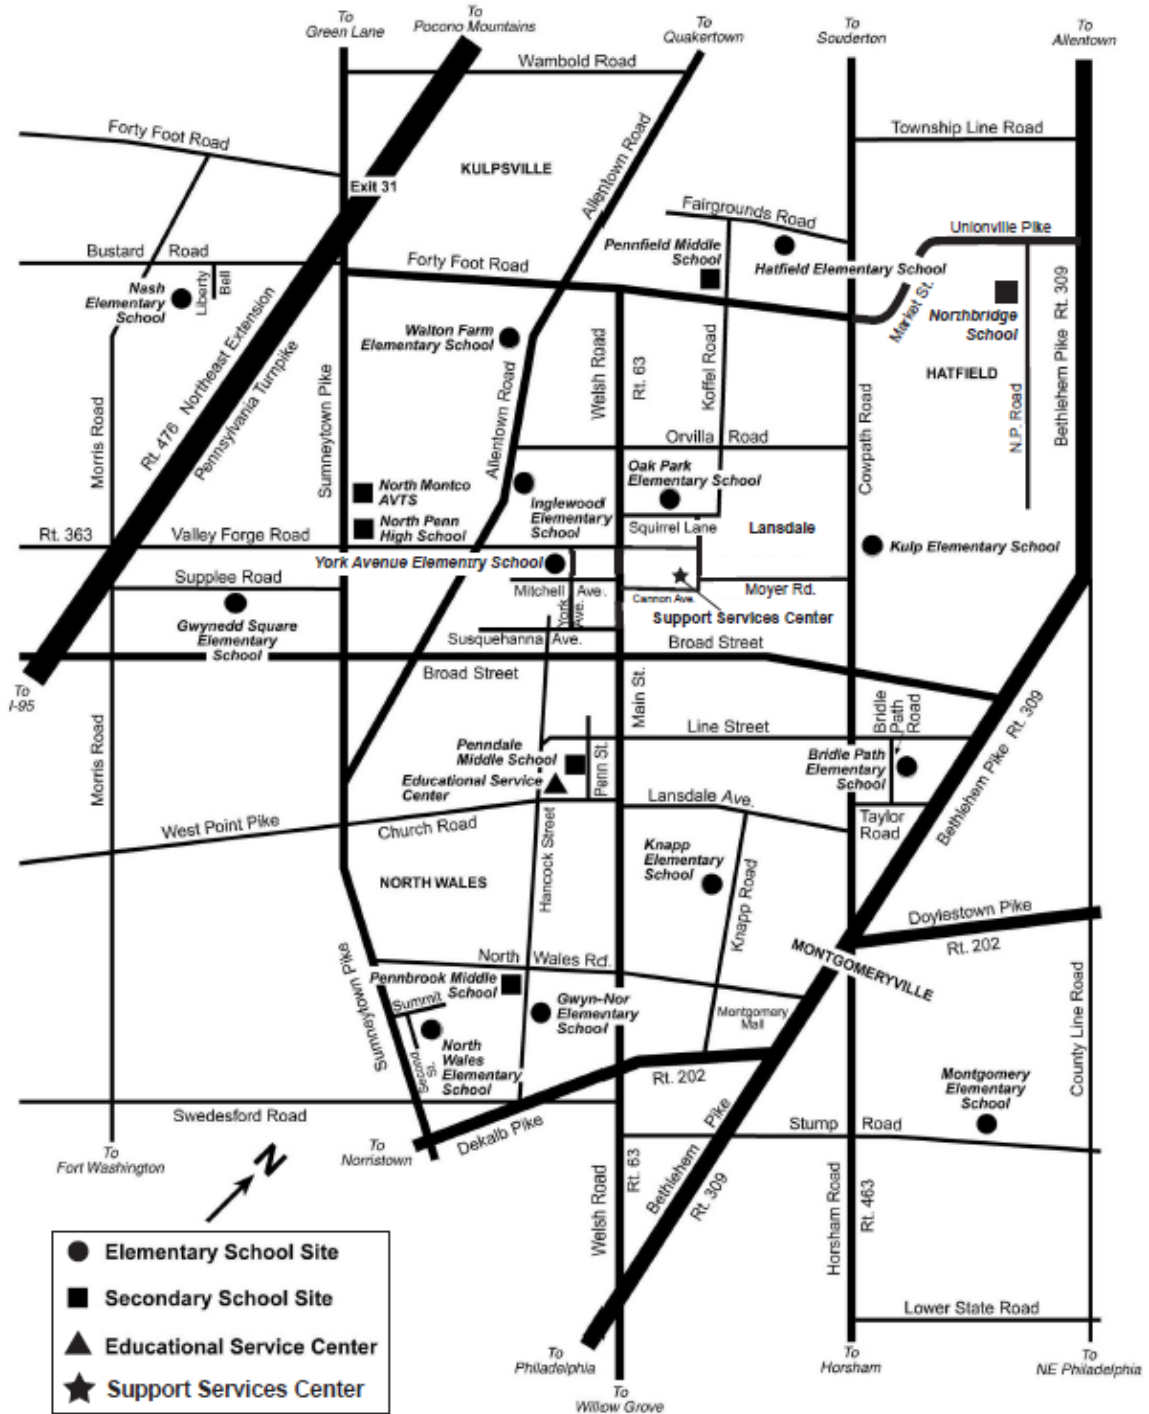 To
Green Lane
To
Pocono Mountains
To
Quakertown
To
Souderton
To
Allentown
Wambold Road
Forty Foot Road
Township Line Road
KULPSVILLE
Allentown Road
Exit 31
Fairgrounds Road
Unionville Pike
Bustard Road
Forty Foot Road
Pennfield Middle
School
Hatfield Elementary School
Liberty
Bell
Nash
Elementary
School
Market St.
Northbridge
School
Bethlehem Pike Rt. 309
Rt. 476 Northeast Extension
Pennsylvania Turnpike
Walton Farm
Elementary School
Welsh Road
Rt. 63
Koffel Road
HATFIELD
N.P. Road
Morris Road
Sumneytown Pike
Allentown Road
Orvilla Road
Cowpath Road
North Montco
AVTS
Inglewood
Elementary
School
Oak Park
Elementary School
North Penn
High School
Squirrel Lane
Lansdale
Rt. 363
Valley Forge Road
Kulp Elementary School
York Avenue Elementry School
Supplee Road
Mitchell Ave.
York
Ave.
Cannon Ave.
Moyer Rd.
Gwynedd Square
Elementary
School
Support Services Center
Susquehanna Ave.
Broad Street
Broad Street
To
I-95
Morris Road
Main St.
Line Street
Bridle
Path
Road
Bethlehem Pike Rt. 309
Penndale
Middle School
Penn St.
Bridle Path
Elementary
School
Educational Service
Center
Lansdale Ave.
Taylor
Road
West Point Pike
Church Road
Hancock Street
Knapp
Elementary
School
Knapp Road
NORTH WALES
Doylestown Pike
Rt. 202
MONTGOMERYVILLE
North Wales Rd.
Sumneytown Pike
Pennbrook Middle
School
Summit
Second
St.
Gwyn-Nor
Elementary
School
Montgomery
Mall
County Line Road
North
Wales
Elementary
School
Rt. 202
Montgomery
Elementary
School
Swedesford Road
Dekalb Pike
Bethlehem Pike
Rt. 309
Stump Road
To
Fort Washington
To
Norristown
N
Welsh Road
Rt. 63
Horsham Road
Rt. 463
Lower State Road
Elementary School Site
Secondary School Site
Educational Service Center
Support Services Center
To
Philadelphia
To
Willow Grove
To
Horsham
To
NE Philadelphia